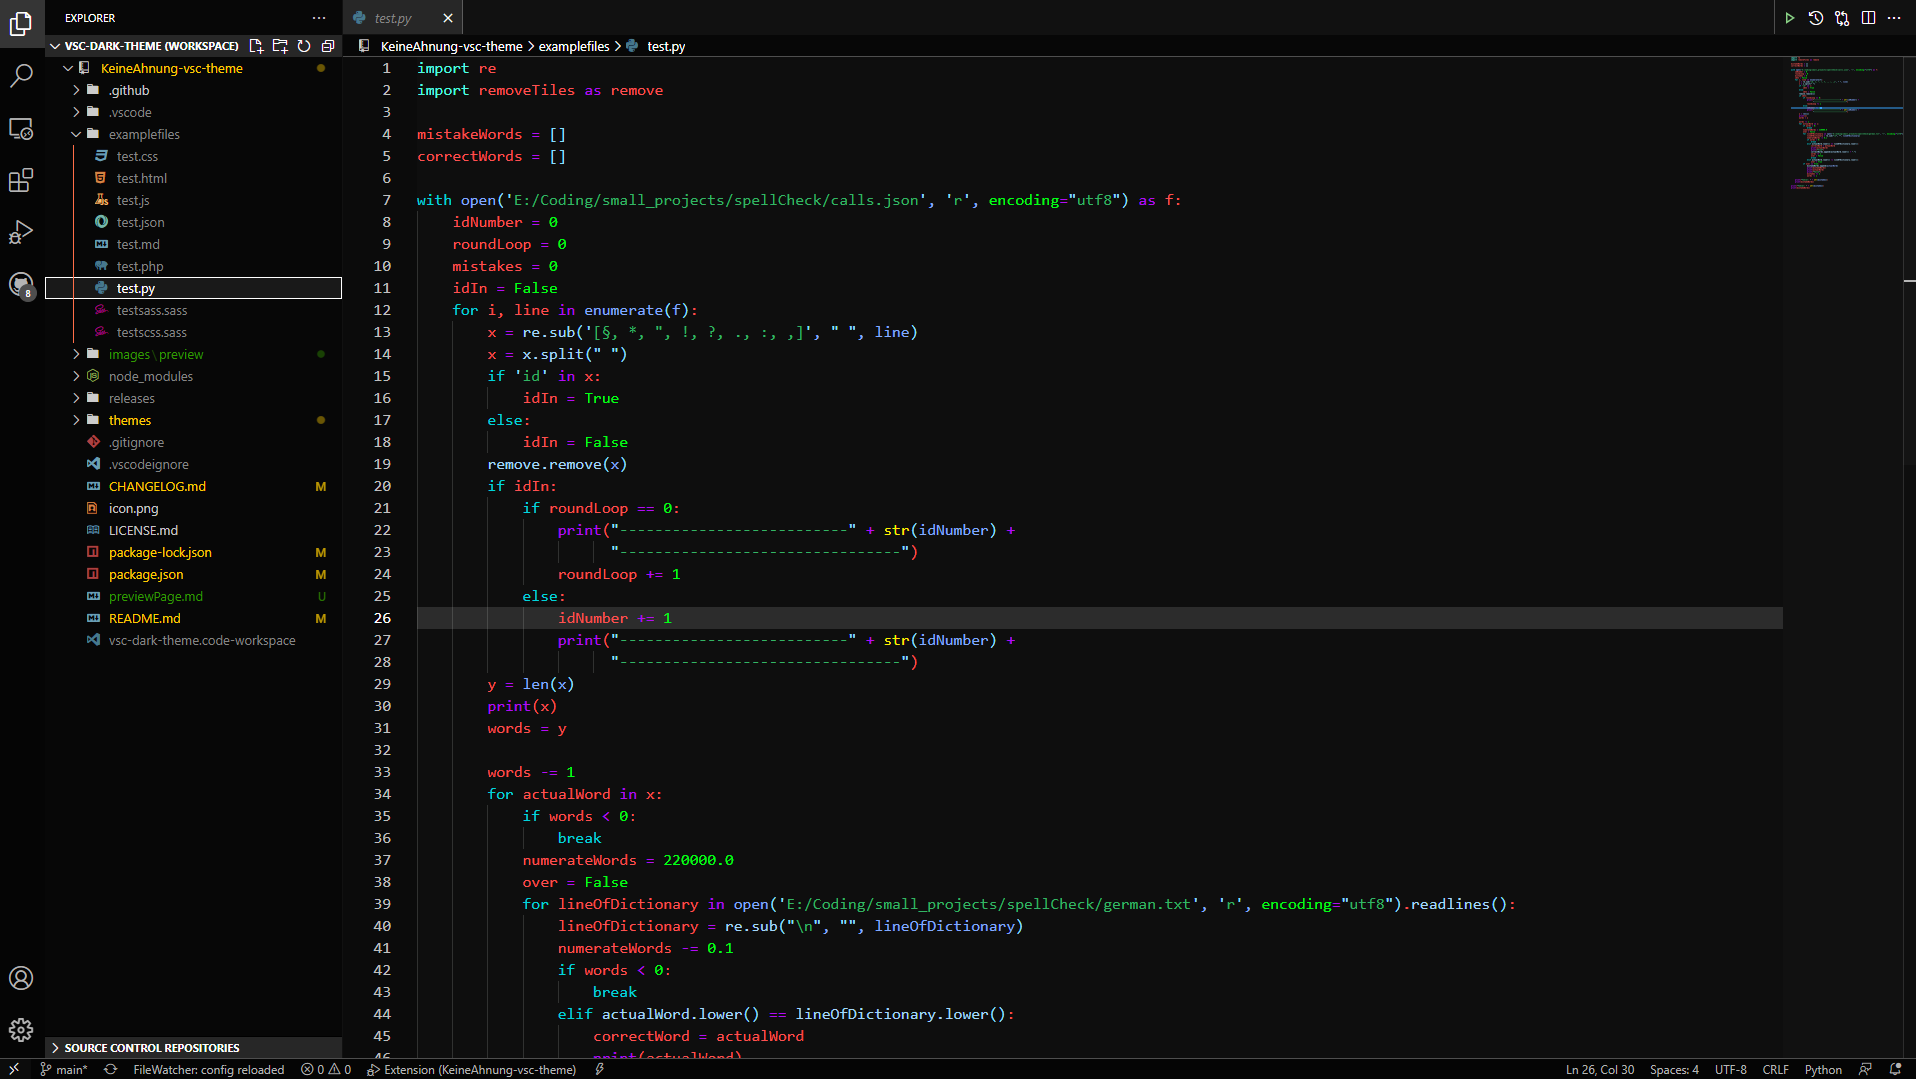 EXPLORER
test.py
VSC-DARK-THEME (WORKSPACE)
KeineAhnung-vsc-theme
.github
.vscode
examplefiles
test.css
test.html
test.js
test.json
test.md
test.php
test.py
testsass.sass
testscss.sass
images\preview
node_modules
releases
themes
.gitignore
.vscodeignore
CHANGELOG.md M
icon.png
LICENSE.md
package-lock.json M
package.json M
previewPage.md U
README.md M
vsc-dark-theme.code-workspace
SOURCE CONTROL REPOSITORIES
8
KeineAhnung-vsc-theme > examplefiles > test.py
1 import re
2 import removeTiles as remove
3
4 mistakeWords = []
5 correctWords = []
6
7 with open('E:/Coding/small_projects/spellCheck/calls.json', 'r', encoding="utf8") as f:
8 idNumber = 0
9 roundLoop = 0
10 mistakes = 0
11 idIn = False
12 for i, line in enumerate(f):
13 x = re.sub('[§, *, ", !, ?, ., :, ,]', " ", line)
14 x = x.split(" ")
15 if 'id' in x:
16 idIn = True
17 else:
18 idIn = False
19 remove.remove(x)
20 if idIn:
21 if roundLoop == 0:
22 print("--------------------------" + str(idNumber) +
23 "--------------------------------")
24 roundLoop += 1
25 else:
26 idNumber += 1
27 print("--------------------------" + str(idNumber) +
28 "--------------------------------")
29 y = len(x)
30 print(x)
31 words = y
32
33 words -= 1
34 for actualWord in x:
35 if words < 0:
36 break
37 numerateWords = 220000.0
38 over = False
39 for lineOfDictionary in open('E:/Coding/small_projects/spellCheck/german.txt', 'r', encoding="utf8").readlines():
40 lineOfDictionary = re.sub("\n", "", lineOfDictionary)
41 numerateWords -= 0.1
42 if words < 0:
43 break
44 elif actualWord.lower() == lineOfDictionary.lower():
45 correctWord = actualWord
46 print(actualWord)
main* FileWatcher: config reloaded 0 0 Extension (KeineAhnung-vsc-theme) Ln 26, Col 30 Spaces: 4 UTF-8 CRLF Python